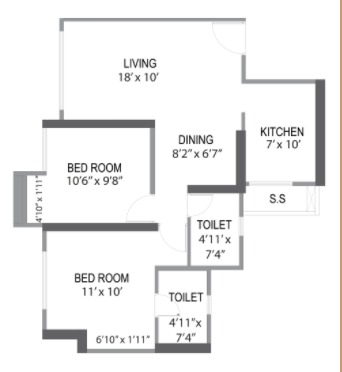 LIVING
18' x 10'
DINING
8'2" x 6'7"
KITCHEN
7' x 10'
BED ROOM
10'6" x 9'8"
4'10" x 1'11"
S.S
TOILET
4'11' x
7'4"
BED ROOM
11' x 10'
6'10" x 1'11"
TOILET
4'11"x
7'4"